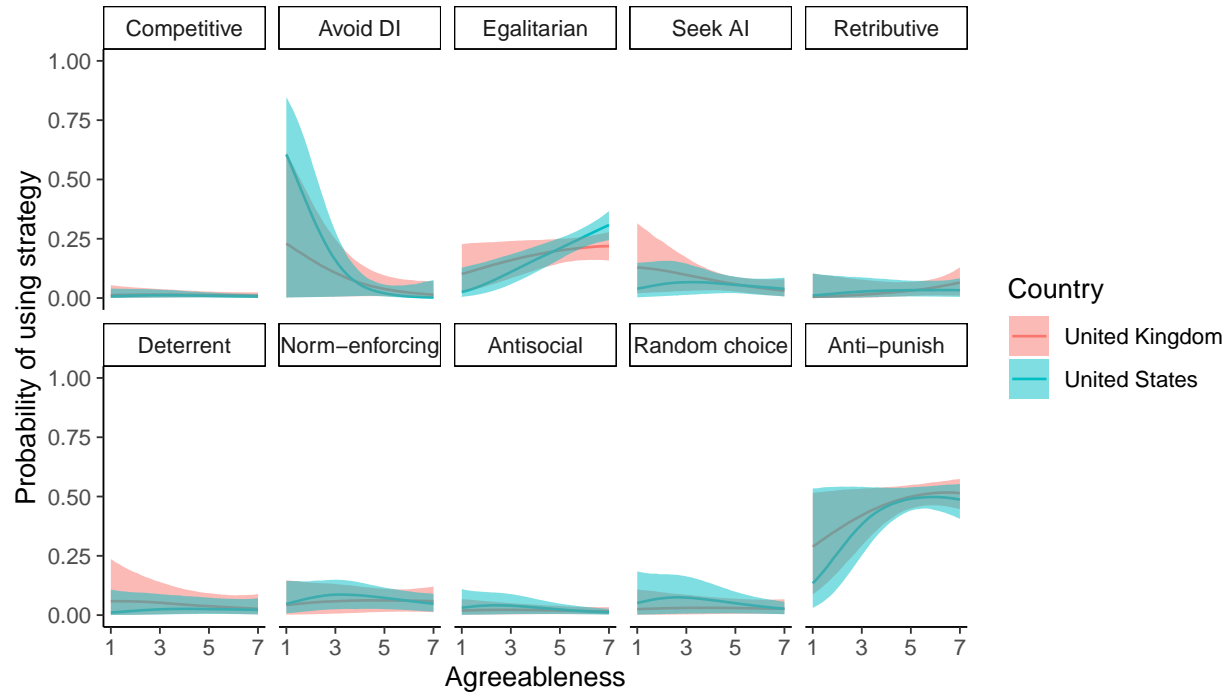 Competitive
Avoid DI
Egalitarian
Seek AI
Retributive
1.00
0.75
0.50
0.25
0.00
Deterrent
Norm−enforcing
Antisocial
Random choice
Anti−punish
1.00
0.75
0.50
0.25
0.00
1 3 5 7
1 3 5 7
1 3 5 7
1 3 5 7
1 3 5 7
Agreeableness
Probability of using strategy
Country
United Kingdom
United States